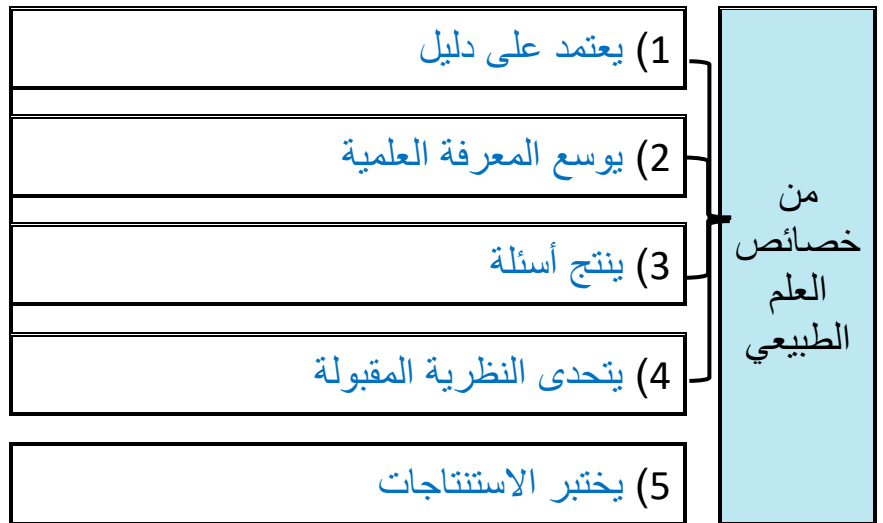 من
خصائص
العلم
الطبيعي
1) يعتمد على دليل
2) يوسع المعرفة العلمية
3) ينتج أسئلة
4) يتحدى النظرية المقبولة
5) يختبر الاستنتاجات